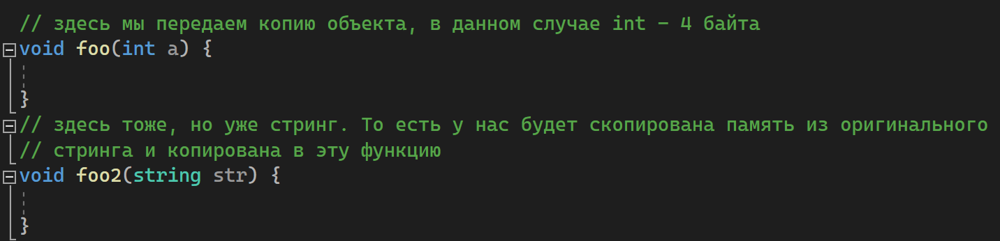 // здесь мы передаем копию объекта, в данном случае int - 4 байта
void foo(int a) {
}
// здесь тоже, но уже стринг. То есть у нас будет скопирована память из оригинального
// стринга и копирована в эту функцию
void foo2(string str) {
}